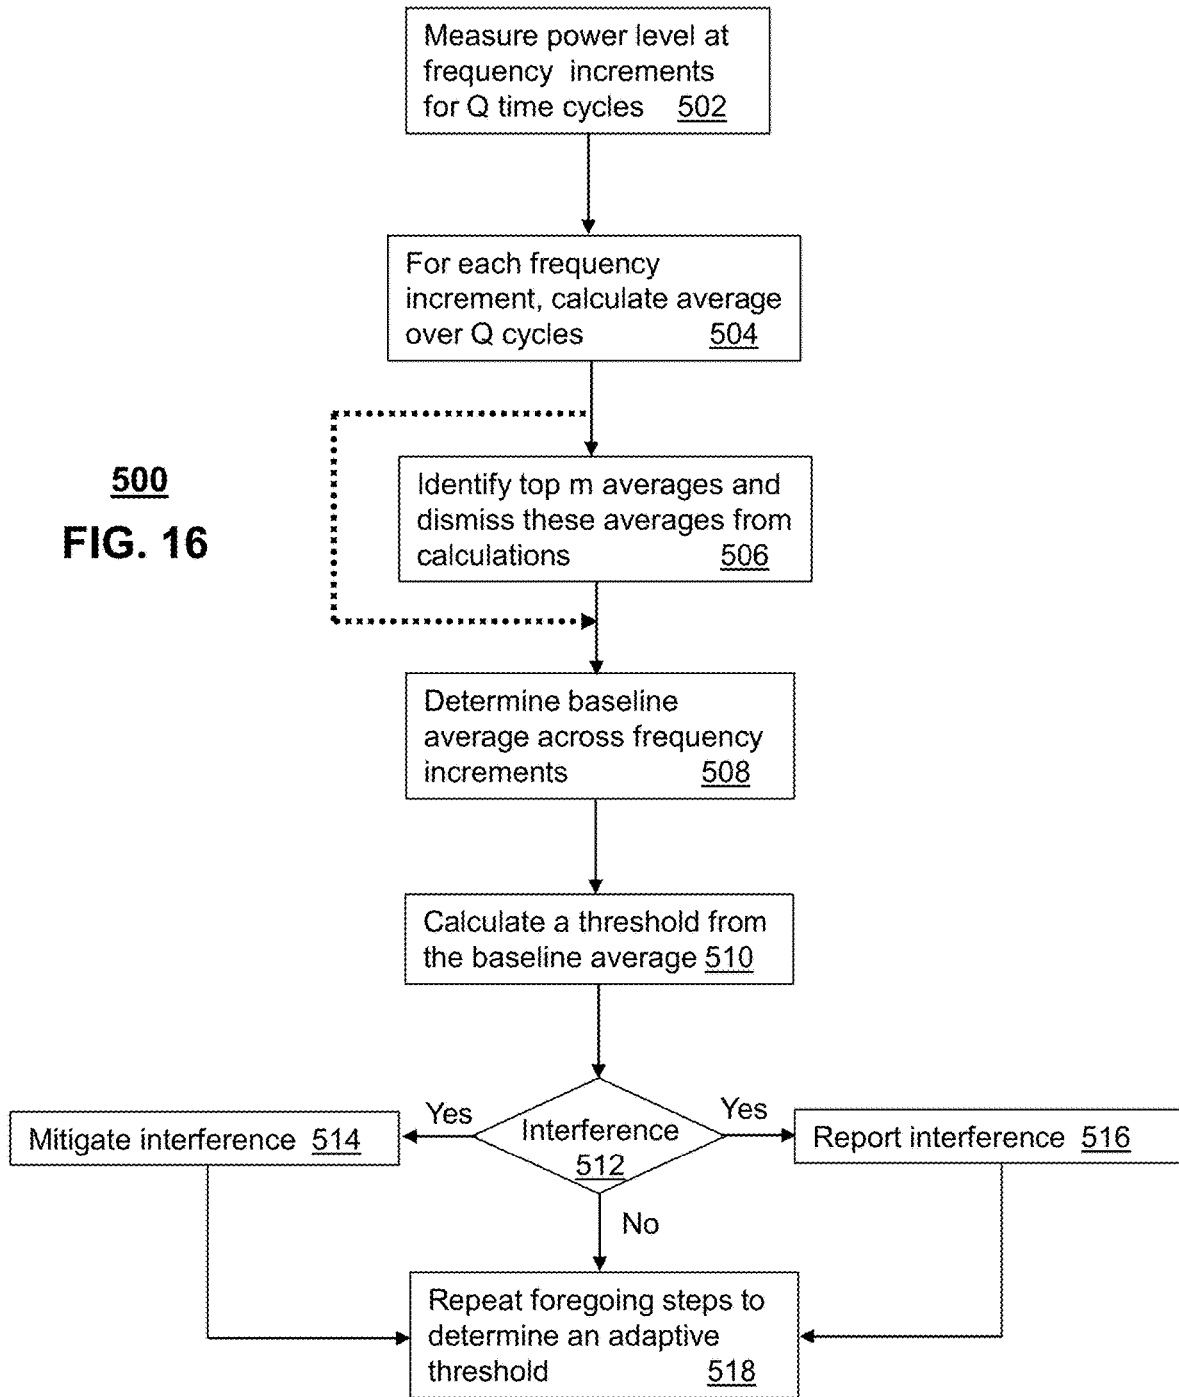 Measure power level at
frequency increments
for Q time cycles 502
For each frequency
increment, calculate average
over Q cycles 504
500
FIG. 16
Identify top m averages and
dismiss these averages from
calculations 506
Determine baseline
average across frequency
increments 508
Calculate a threshold from
the baseline average 510
Yes
Yes
Mitigate interference 514
Interference
512
Report interference 516
No
Repeat foregoing steps to
determine an adaptive
threshold 518